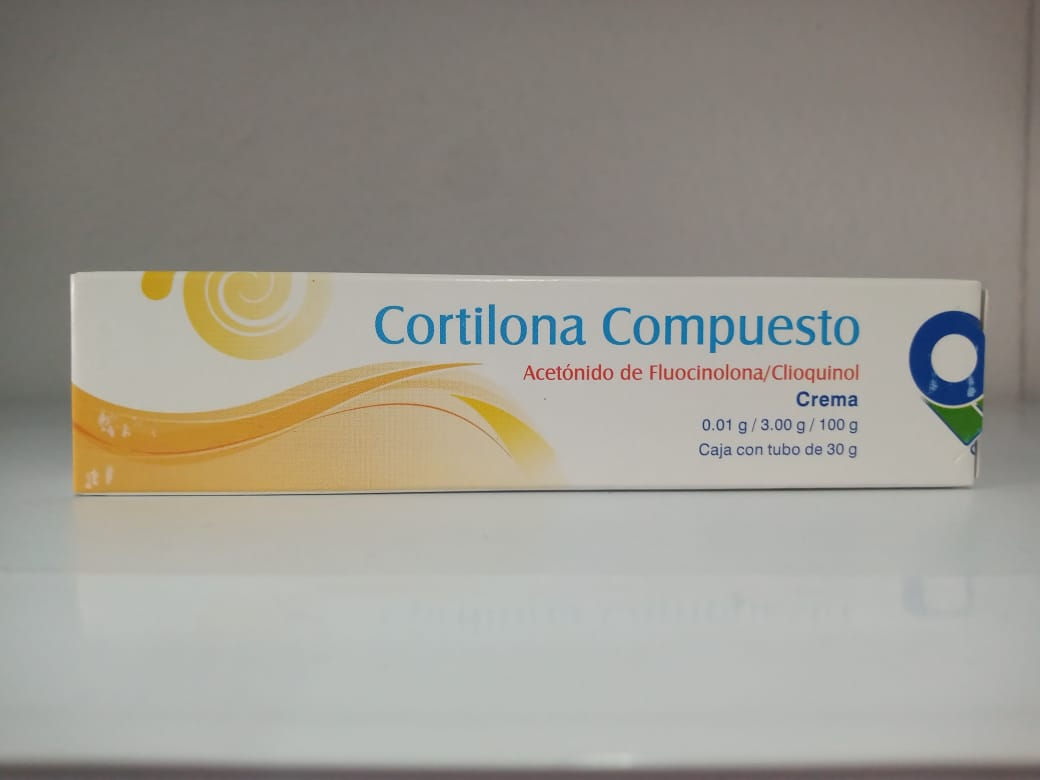 Cortilona Compuesto
Acetónido de Fluocinolona/Clioquinol
Crema
0.01 g / 3.00 g / 100 g
Caja con tubo de 30 g